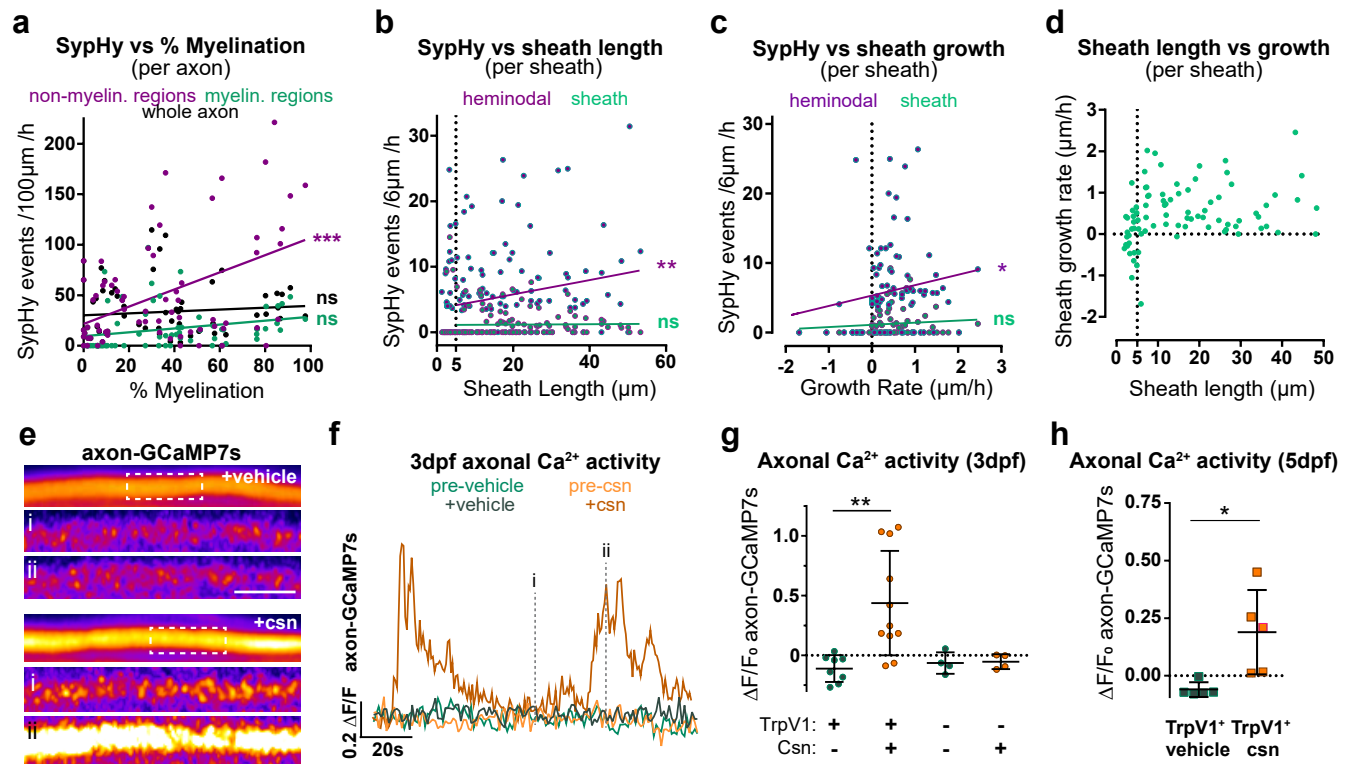 a
SypHy vs % Myelination
(per axon)
non-myelin. regions myelin. regions
whole axon
SypHy events /100µm /h
200
150
100
50
0
***
ns
ns
0 20 40 60 80 100
% Myelination
b
SypHy vs sheath length
(per sheath)
heminodal sheath
SypHy events /6µm /h
30
20
10
0
**
ns
0 5 20 40 60
Sheath Length (µm)
c
SypHy vs sheath growth
(per sheath)
heminodal sheath
SypHy events /6µm /h
30
20
10
0
*
ns
-2 -1 0 1 2 3
Growth Rate (µm/h)
d
Sheath length vs growth
(per sheath)
Sheath growth rate (µm/h)
3
2
1
0
-1
-2
0 5 10 20 30 40 50
Sheath length (µm)
e
axon-GCaMP7s
+vehicle
i
ii
+csn
i
ii
f
3dpf axonal Ca²⁺ activity
pre-vehicle pre-csn
+vehicle +csn
axon-GCaMP7s
i
ii
0.2 ΔF/F
20s
g
Axonal Ca²⁺ activity (3dpf)
ΔF/F₀ axon-GCaMP7s
**
1.0
0.5
0
TrpV1: + + - -
Csn: - + - +
h
Axonal Ca²⁺ activity (5dpf)
ΔF/F₀ axon-GCaMP7s
*
0.75
0.50
0.25
0.00
TrpV1⁺ TrpV1⁺
vehicle csn